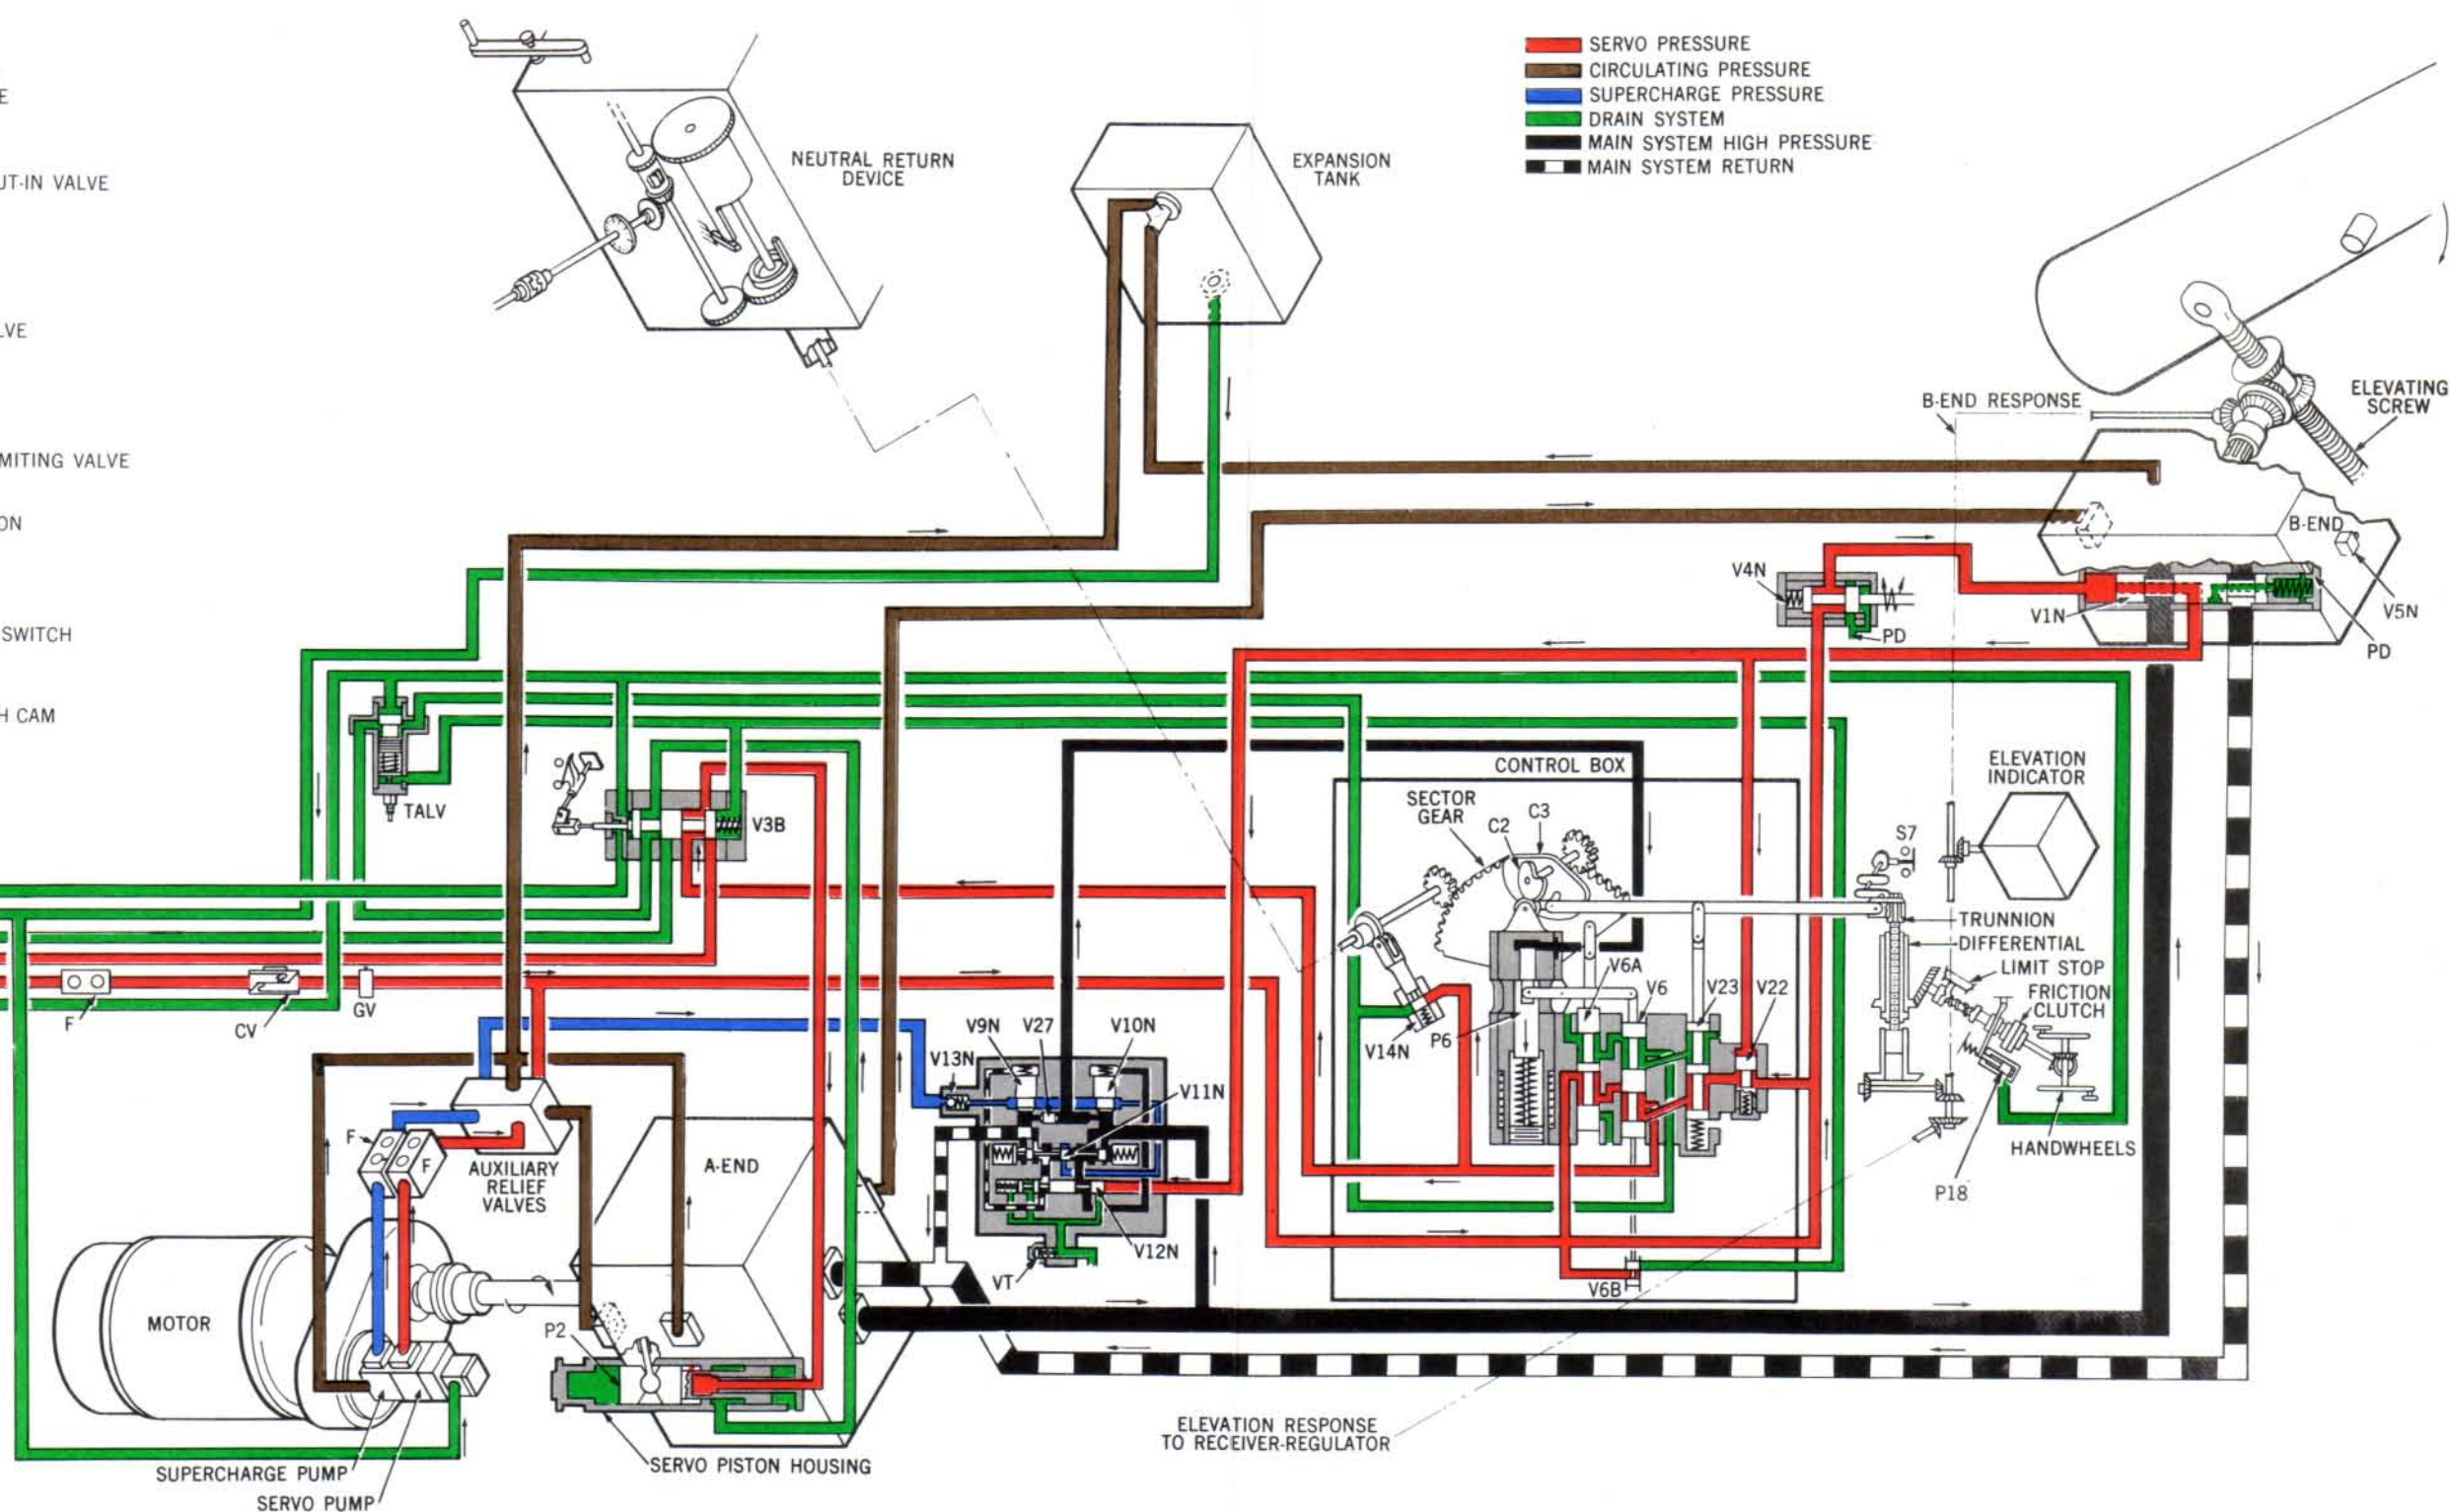 SERVO PRESSURE
CIRCULATING PRESSURE
SUPERCHARGE PRESSURE
DRAIN SYSTEM
MAIN SYSTEM HIGH PRESSURE
MAIN SYSTEM RETURN
E
UT-IN VALVE
LVE
MITING VALVE
ON
SWITCH
H CAM
NEUTRAL RETURN
DEVICE
EXPANSION
TANK
B-END RESPONSE
ELEVATING
SCREW
B-END
V5N
V4N
PD
V1N
PD
TALV
V3B
CONTROL BOX
SECTOR
GEAR
C2
C3
ELEVATION
INDICATOR
S7
TRUNNION
DIFFERENTIAL
LIMIT STOP
FRICTION
CLUTCH
HANDWHEELS
P18
V6A
V6
V23
V22
V14N
P6
V6B
F
CV
GV
V9N
V27
V10N
V13N
V11N
V12N
VT
F
F
AUXILIARY
RELIEF
VALVES
A-END
MOTOR
P2
SERVO PISTON HOUSING
SUPERCHARGE PUMP
SERVO PUMP
ELEVATION RESPONSE
TO RECEIVER-REGULATOR